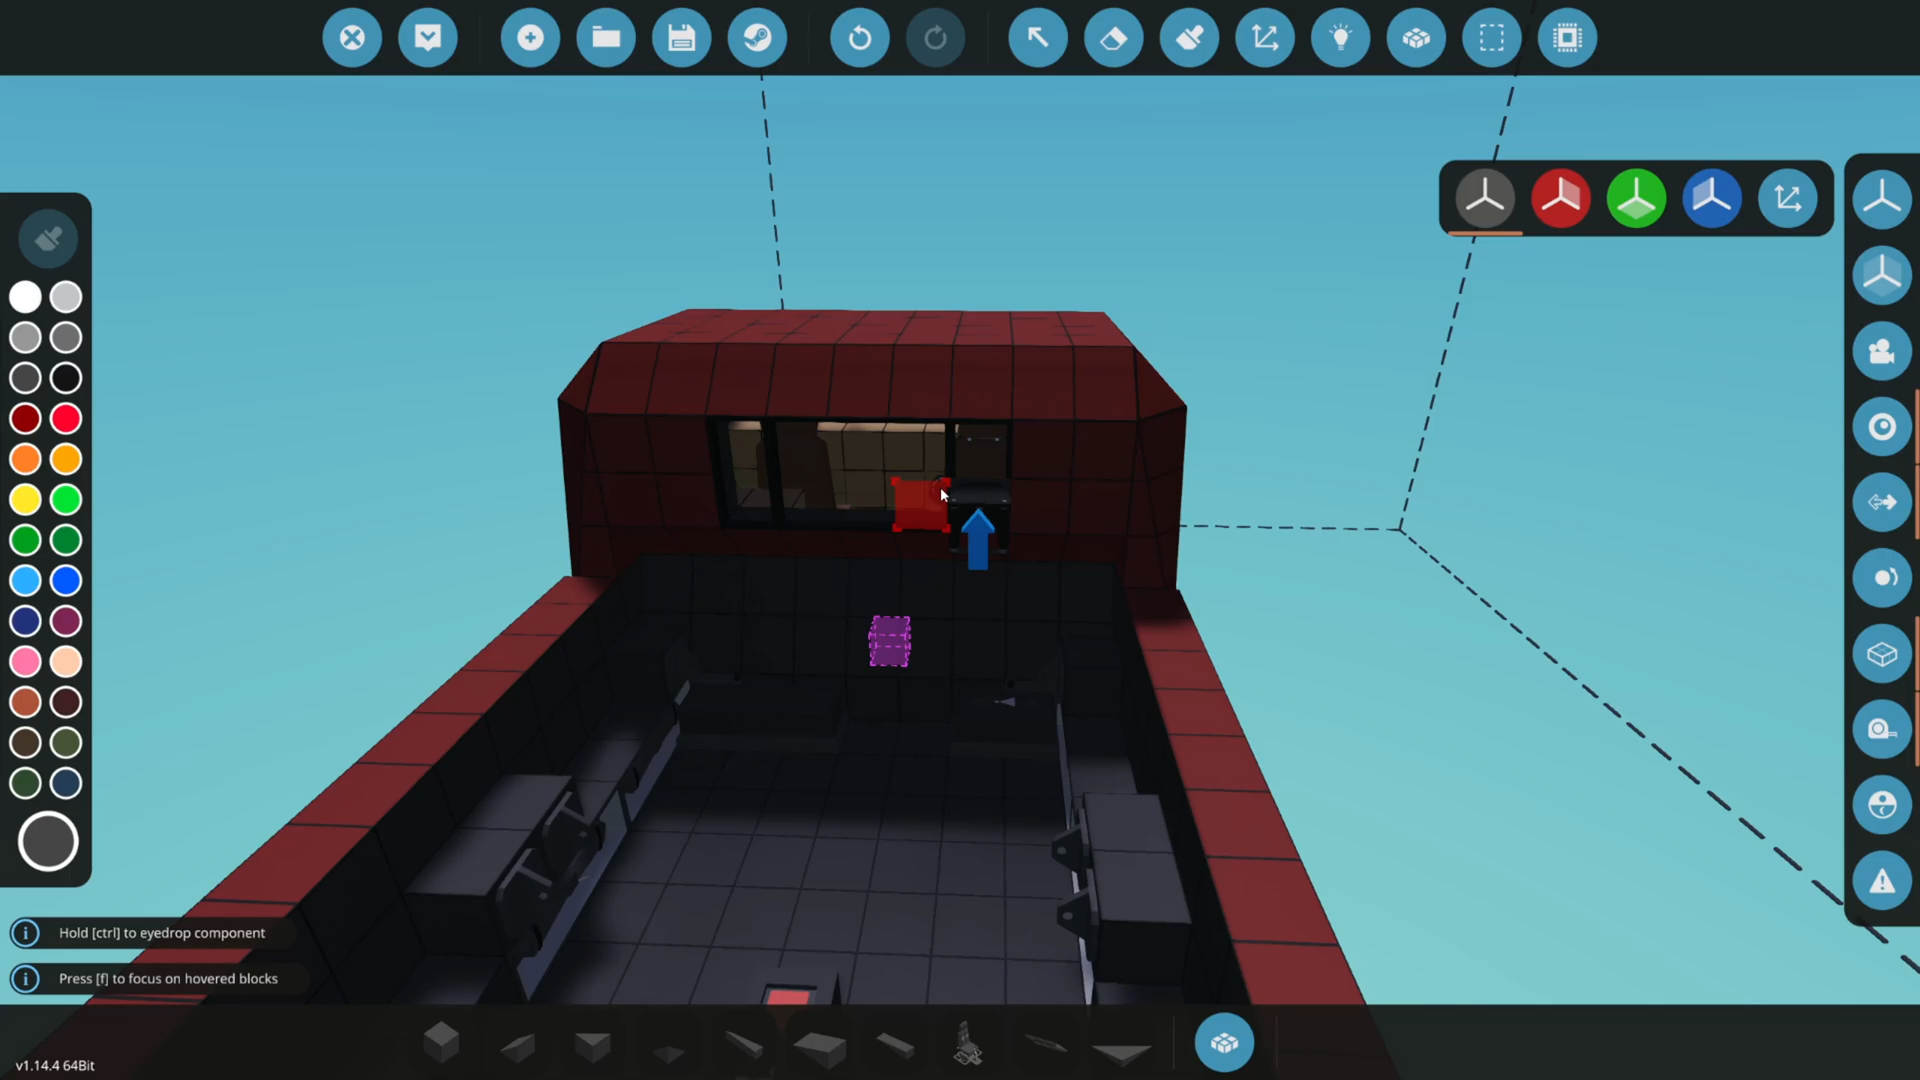 Hold [ctrl] to eyedrop component
Press [f] to focus on hovered blocks
v1.14.4 64Bit